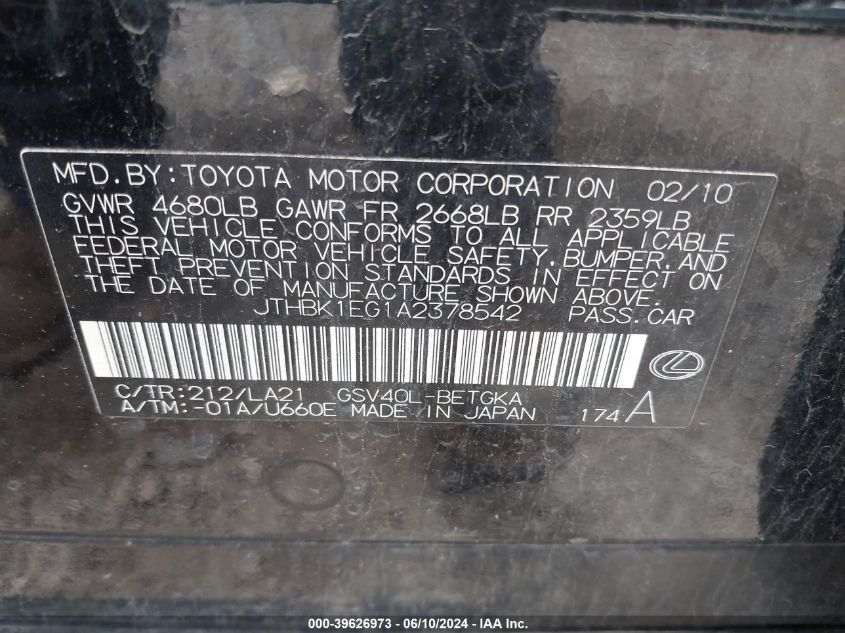 MFD.BY:TOYOTA MOTOR CORPORATION 02/10
GVWR 4680LB GAWR FR 2668LB RR 2359LB
THIS VEHICLE CONFORMS TO ALL APPLICABLE
FEDERAL MOTOR VEHICLE SAFETY,BUMPER,AND
THEFT PREVENTION STANDARDS IN EFFECT ON
THE DATE OF MANUFACTURE SHOWN ABOVE.
JTHBK1EG1A2378542 PASS.CAR
C/TR:212/LA21 GSV40L-BETGKA
A/TM:-01A/U660E MADE IN JAPAN 174A
000-39626973 - 06/10/2024 - IAA Inc.